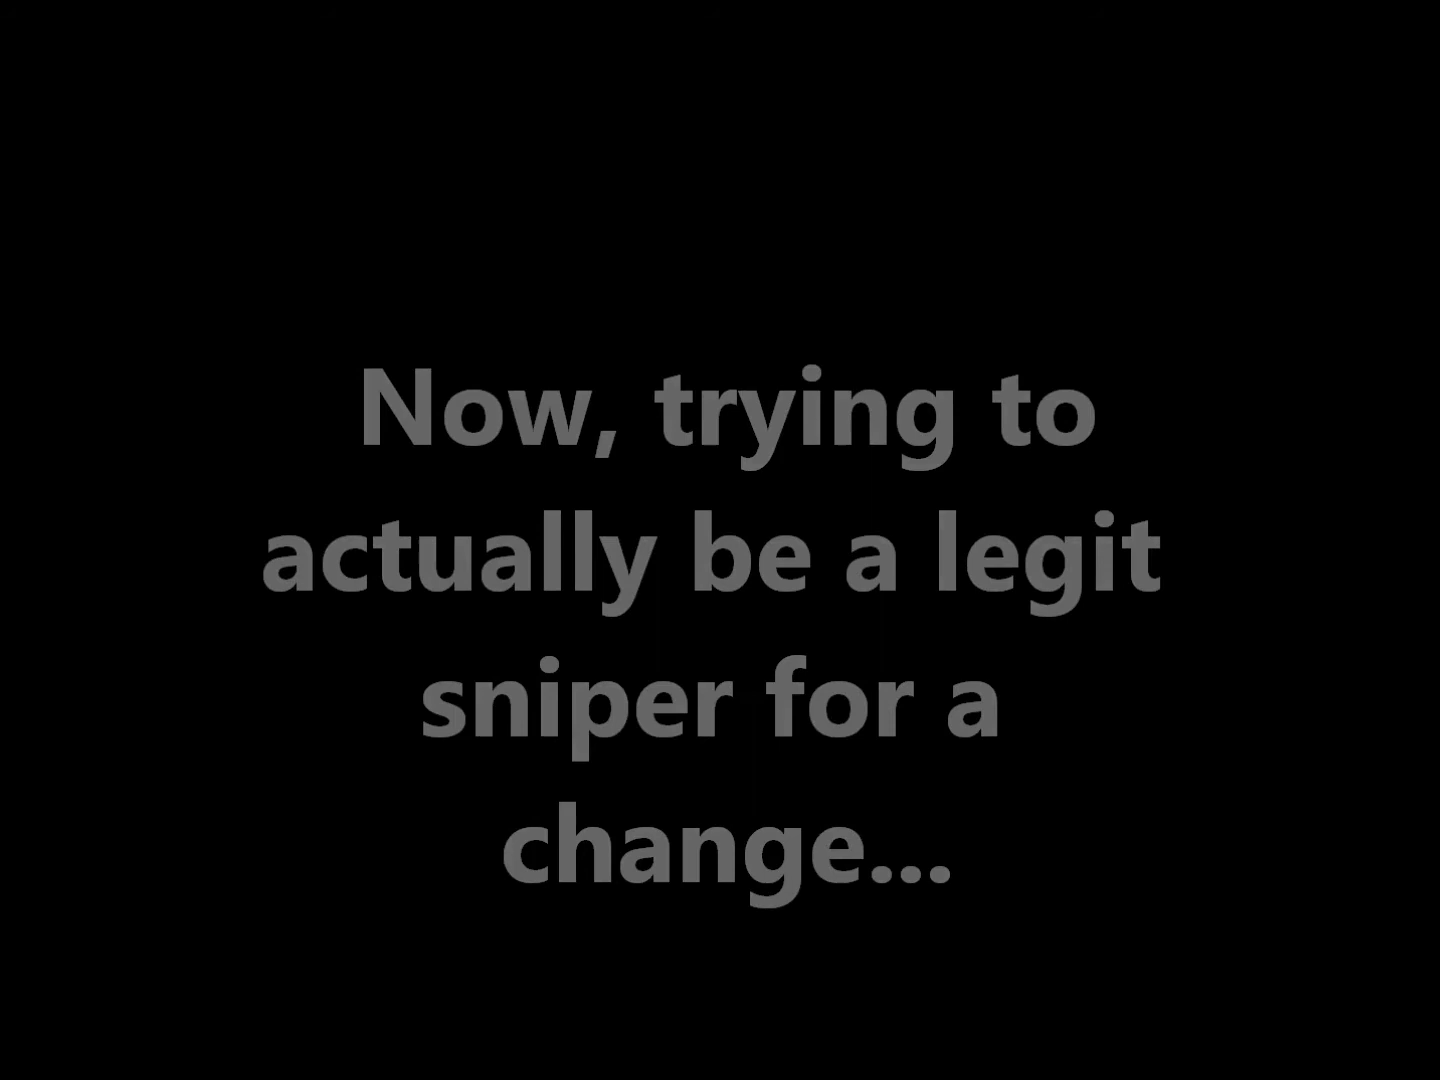 Now, trying to
actually be a legit
sniper for a
change...